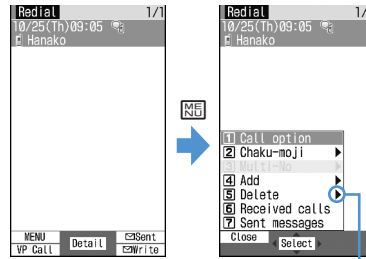 Redial 1/1
10/25(Th)09:05
Hanako
MENU Detail Sent
VP Call Write
MENU
Redial 1/
10/25(Th)09:05
Hanako
1 Call option
2 Chaku-moji
3 Multi-No
4 Add
5 Delete
6 Received calls
7 Sent messages
Close Select